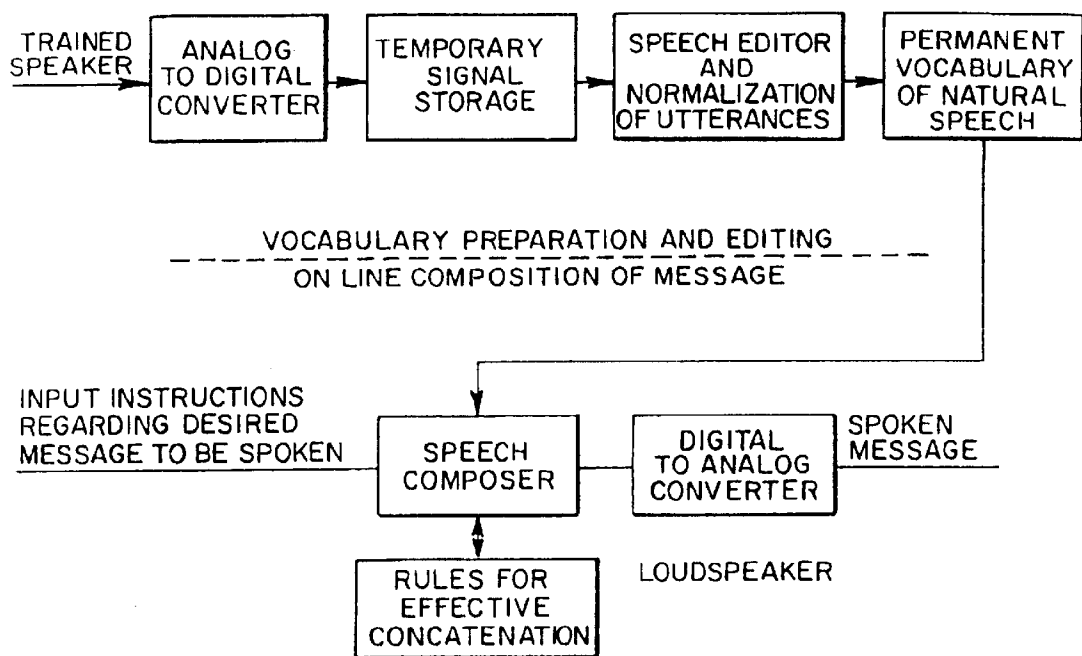 TRAINED
SPEAKER
ANALOG
TO DIGITAL
CONVERTER
TEMPORARY
SIGNAL
STORAGE
SPEECH EDITOR
AND
NORMALIZATION
OF UTTERANCES
PERMANENT
VOCABULARY
OF NATURAL
SPEECH
VOCABULARY PREPARATION AND EDITING
ON LINE COMPOSITION OF MESSAGE
INPUT INSTRUCTIONS
REGARDING DESIRED
MESSAGE TO BE SPOKEN
SPEECH
COMPOSER
DIGITAL
TO ANALOG
CONVERTER
SPOKEN
MESSAGE
RULES FOR
EFFECTIVE
CONCATENATION
LOUDSPEAKER